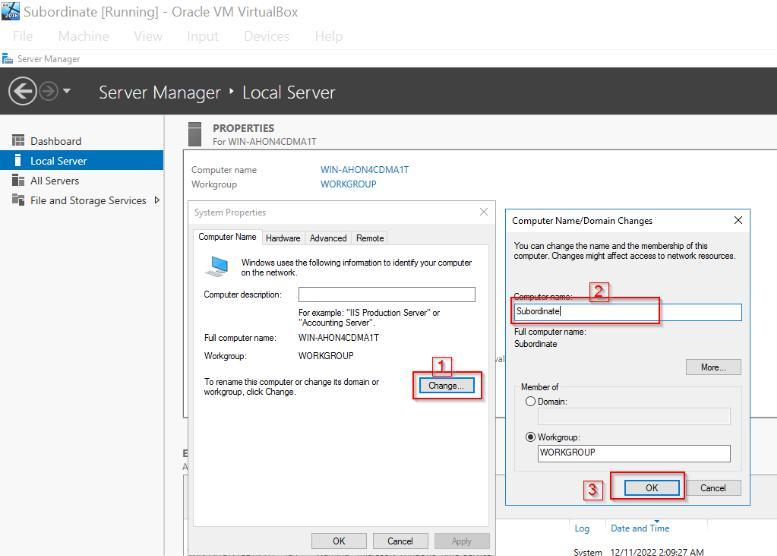 Subordinate [Running] - Oracle VM VirtualBox
File Machine View Input Devices Help
Server Manager
Server Manager • Local Server
Dashboard
Local Server
All Servers
File and Storage Services
PROPERTIES
For WIN-AHON4CDMA1T
Computer name WIN-AHON4CDMA1T
Workgroup WORKGROUP
System Properties
Computer Name Hardware Advanced Remote
Windows uses the following information to identify your computer
on the network.
Computer description:
For example: "IIS Production Server" or
"Accounting Server".
Full computer name: WIN-AHON4CDMA1T
Workgroup: WORKGROUP
1
To rename this computer or change its domain or
workgroup, click Change.
Change...
OK Cancel Apply
Computer Name/Domain Changes
You can change the name and the membership of this
computer. Changes might affect access to network resources.
2
Computer name:
Subordinate
Full computer name:
Subordinate
More...
Member of
Domain:
Workgroup:
WORKGROUP
3
OK Cancel
Log Date and Time
System 12/11/2022 2:09:27 AM